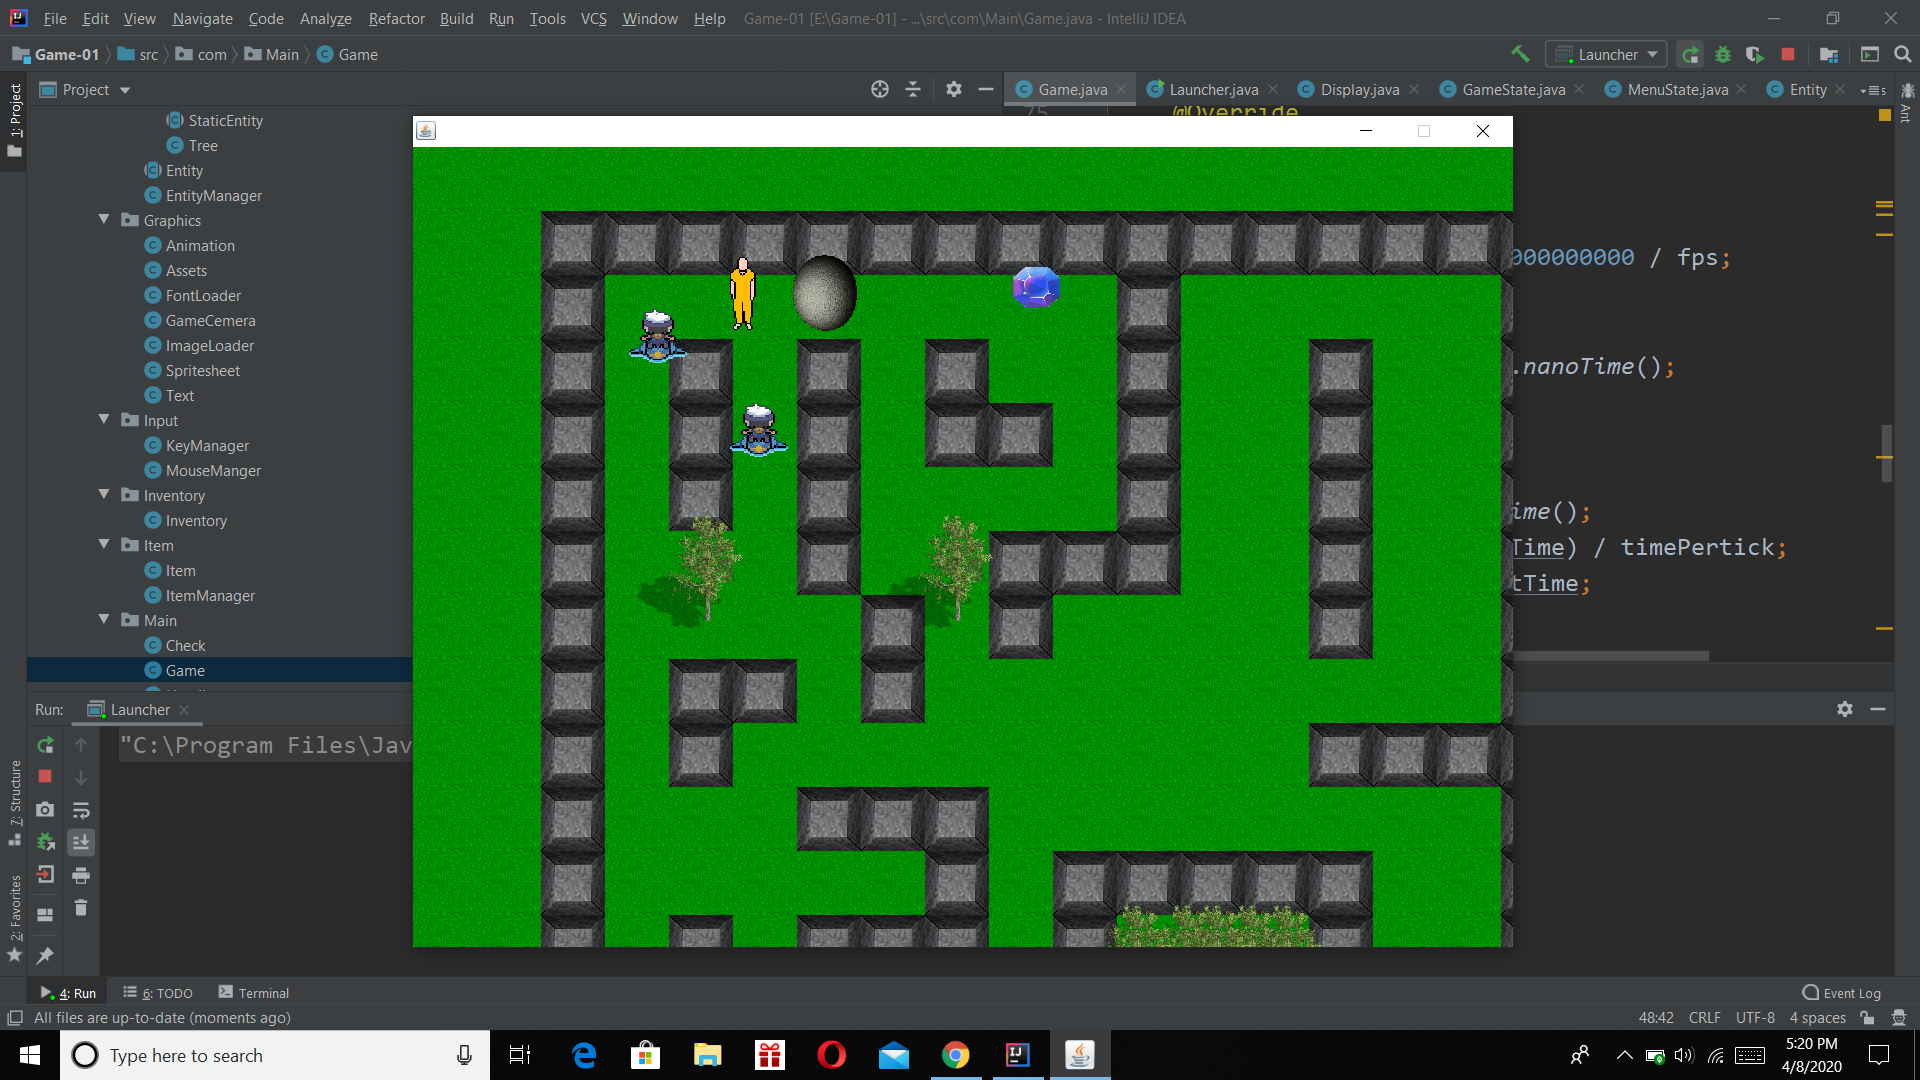 File Edit View Navigate Code Analyze Refactor Build Run Tools VCS Window Help Game-01 [E:\Game-01] - ...\src\com\Main\Game.java - IntelliJ IDEA
Game-01 src com Main Game Launcher
1: Project Project Game.java Launcher.java Display.java GameState.java MenuState.java Entity 5 Ant
75 @Override
StaticEntity
Tree
Entity
EntityManager
Graphics
Animation
000000000 / fps;
Assets
FontLoader
GameCemera
ImageLoader
Spritesheet
.nanoTime();
Text
Input
KeyManager
MouseManger
Inventory
Inventory
ime();
Item
Time) / timePertick;
Item
tTime;
ItemManager
Main
Check
Game
Run: Launcher
"C:\Program Files\Jav
7: Structure
2: Favorites
4: Run 6: TODO Terminal Event Log
All files are up-to-date (moments ago) 48:42 CRLF UTF-8 4 spaces
Type here to search 5:20 PM
4/8/2020